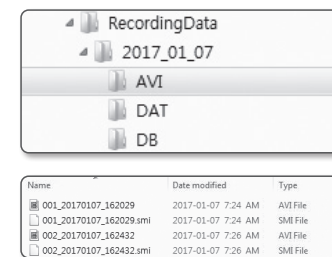 RecordingData
2017_01_07
AVI
DAT
DB
Name Date modified Type
001_20170107_162029 2017-01-07 7:24 AM AVI File
001_20170107_162029.smi 2017-01-07 7:24 AM SMI File
002_20170107_162432 2017-01-07 7:26 AM AVI File
002_20170107_162432.smi 2017-01-07 7:26 AM SMI File